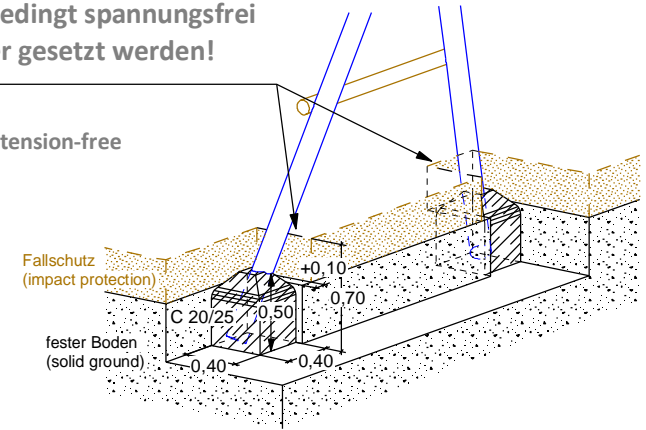 edingt spannungsfrei
er gesetzt werden!
tension-free
Fallschutz
(impact protection)
+0,10
0,70
C 20/25
0,50
fester Boden
(solid ground)
0,40
0,40